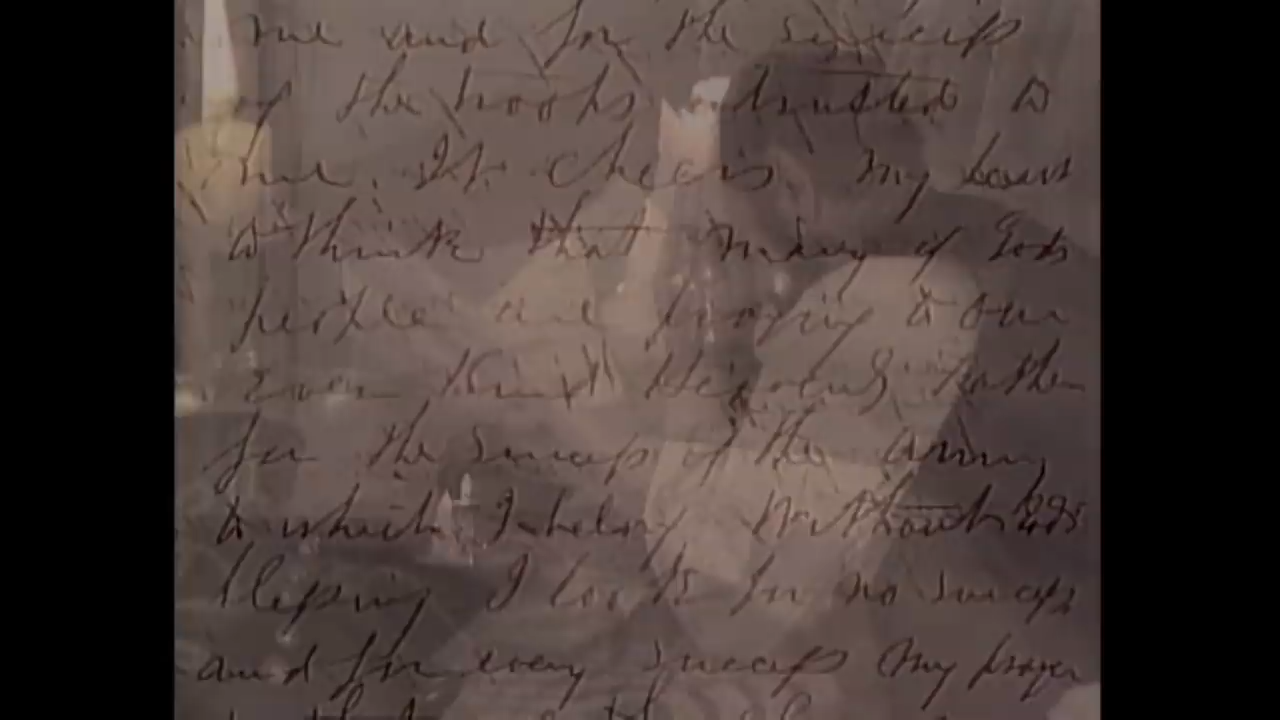 me and for the success
of the troops intrusted to
me. It cheers my heart
to think that many of Gods
people are praying to our
ever kind Heavenly Father
for the success of the army
to which I belong. Without God's
blessing I look for no success
and for every success my prayer